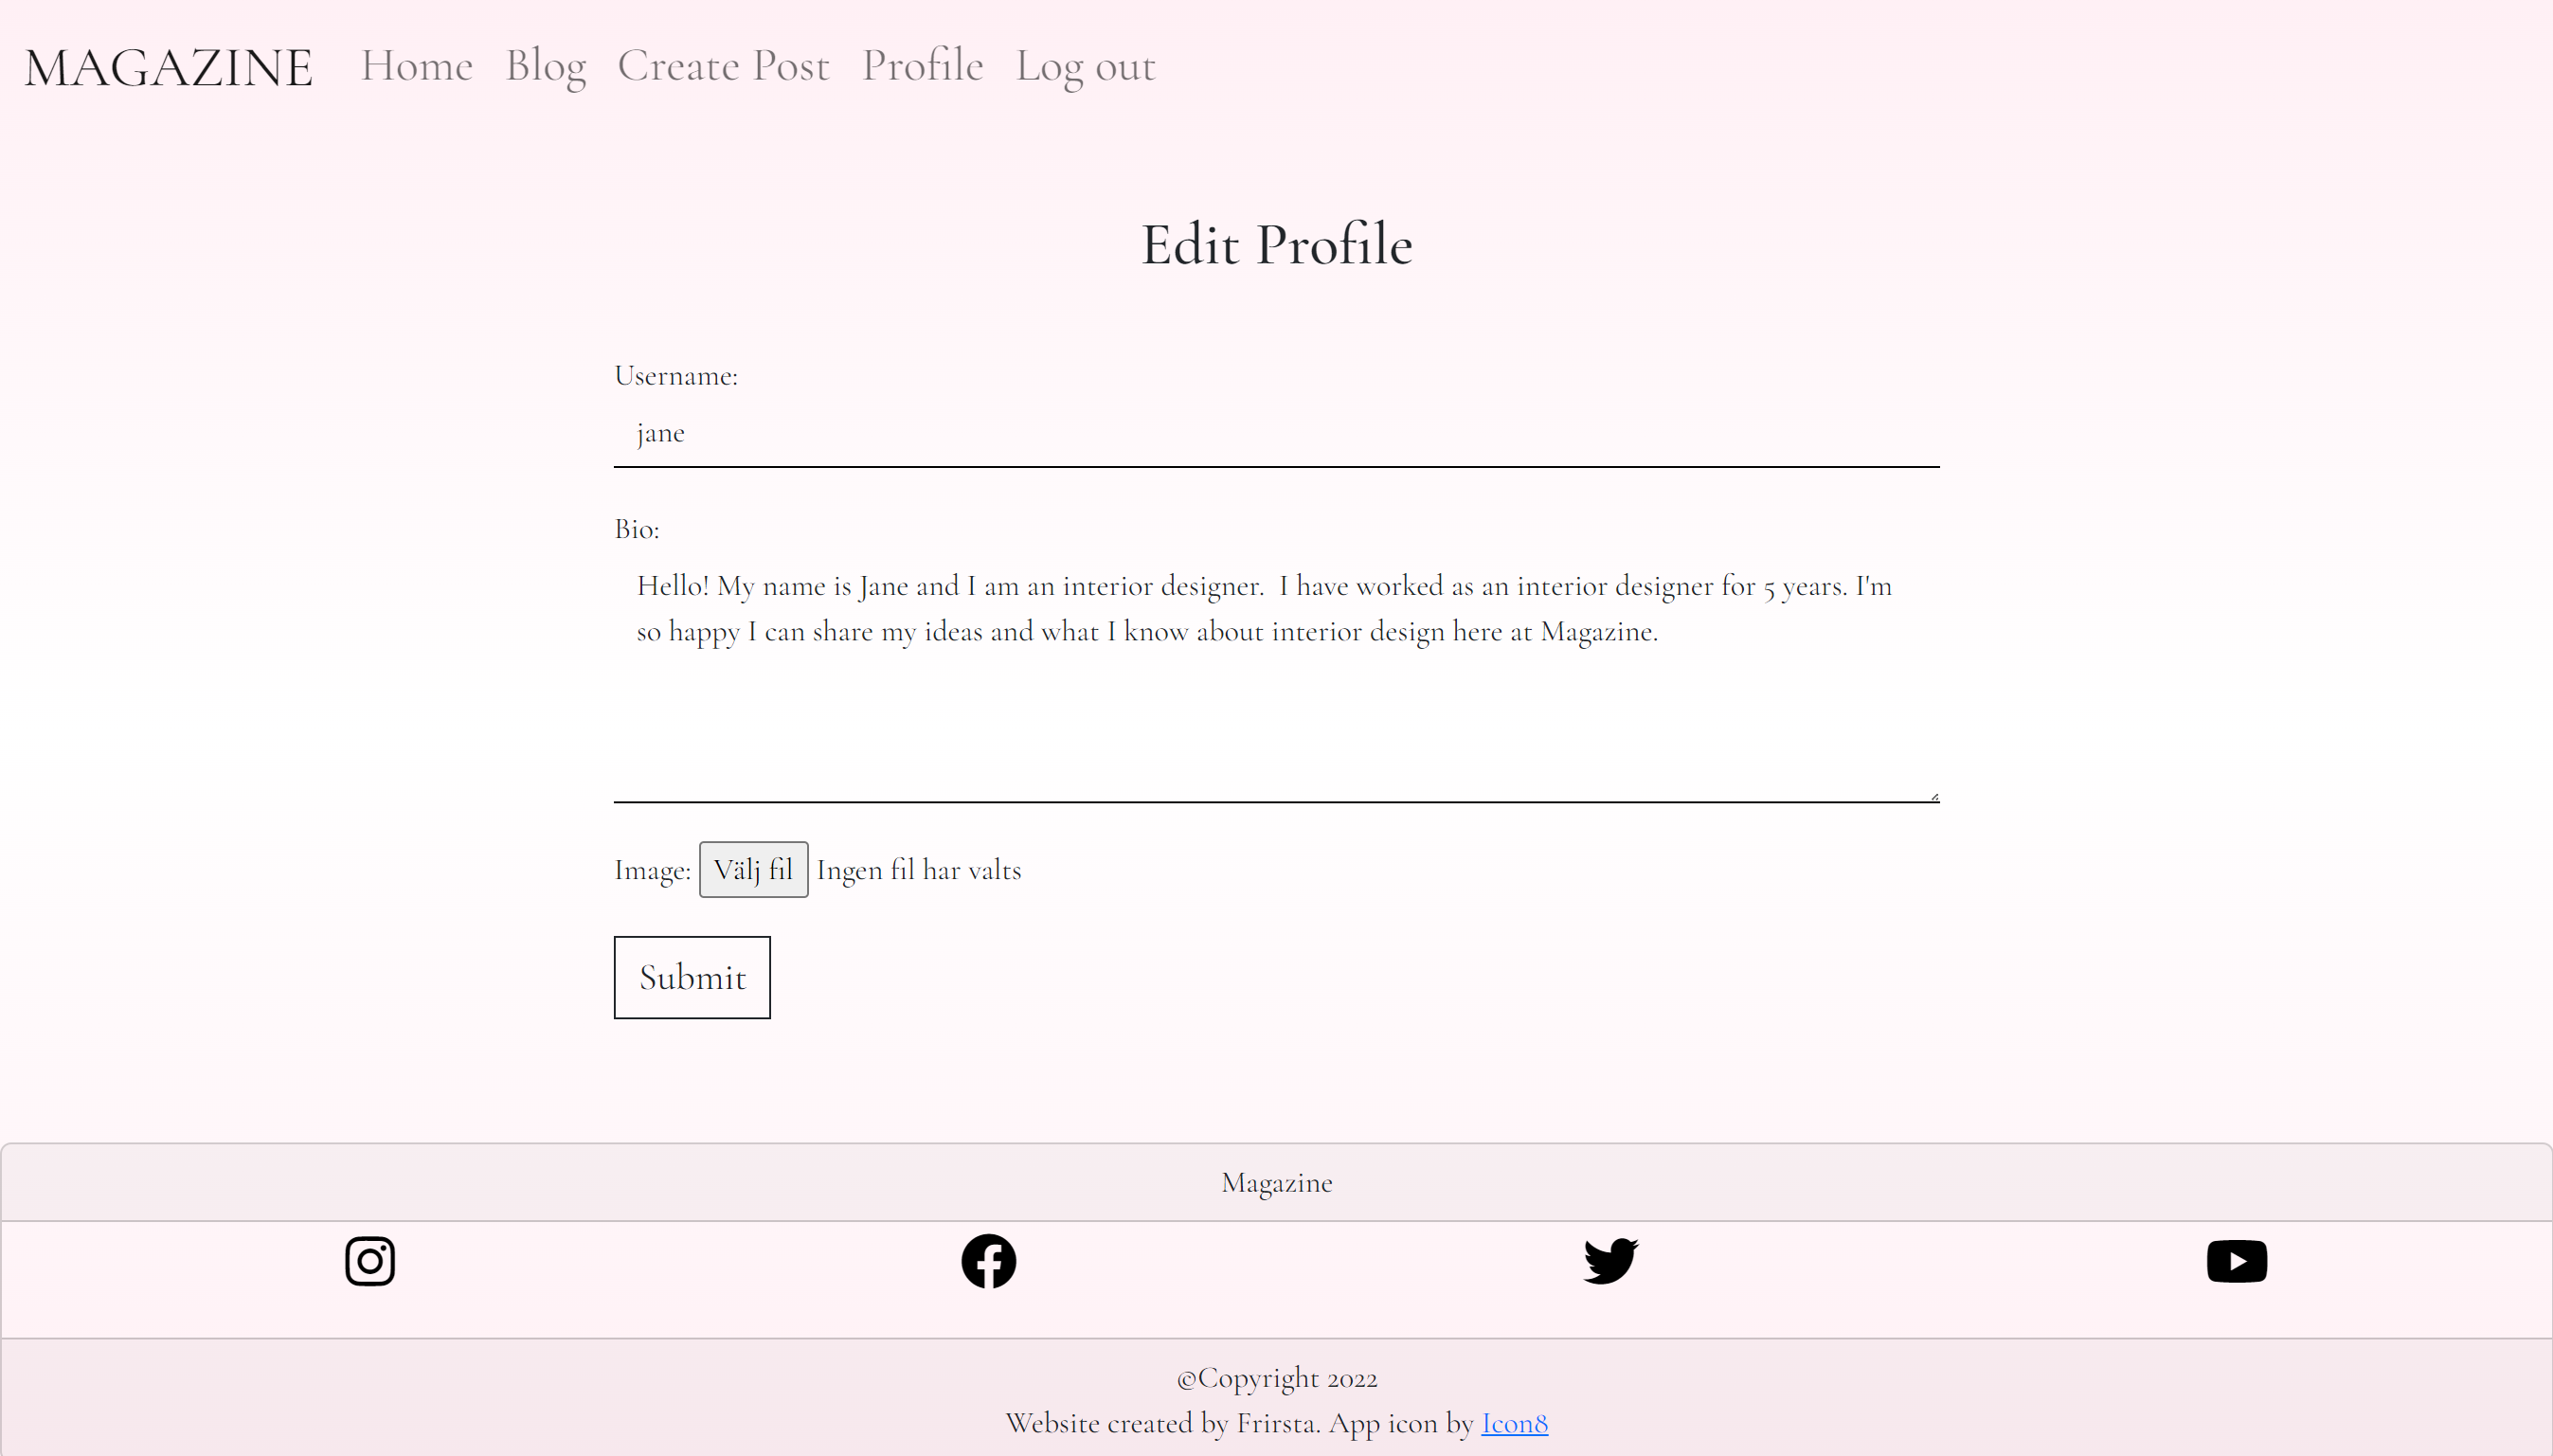 MAGAZINE Home Blog Create Post Profile Log out
Edit Profile
Username:
jane
Bio:
Hello! My name is Jane and I am an interior designer.  I have worked as an interior designer for 5 years. I'm
so happy I can share my ideas and what I know about interior design here at Magazine.
Image: Välj fil Ingen fil har valts
Submit
Magazine
©Copyright 2022
Website created by Frirsta. App icon by Icon8